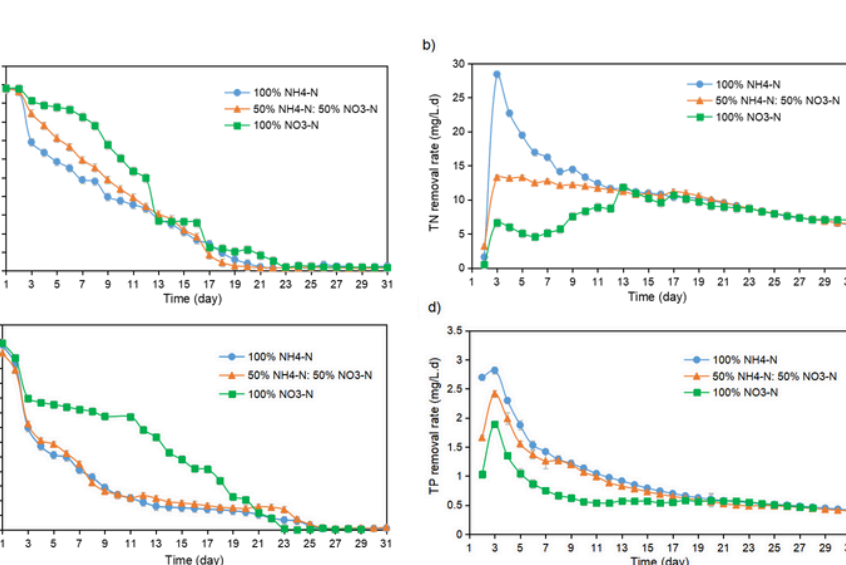 b)
100% NH4-N
50% NH4-N: 50% NO3-N
100% NO3-N
1 3 5 7 9 11 13 15 17 19 21 23 25 27 29 31
Time (day)
TN removal rate (mg/L.d)
30
25
20
15
10
5
0
100% NH4-N
50% NH4-N: 50% NO3-N
100% NO3-N
1 3 5 7 9 11 13 15 17 19 21 23 25 27 29
Time (day)
100% NH4-N
50% NH4-N: 50% NO3-N
100% NO3-N
1 3 5 7 9 11 13 15 17 19 21 23 25 27 29 31
Time (day)
d)
TP removal rate (mg/L.d)
3.5
3
2.5
2
1.5
1
0.5
0
100% NH4-N
50% NH4-N: 50% NO3-N
100% NO3-N
1 3 5 7 9 11 13 15 17 19 21 23 25 27 29
Time (day)